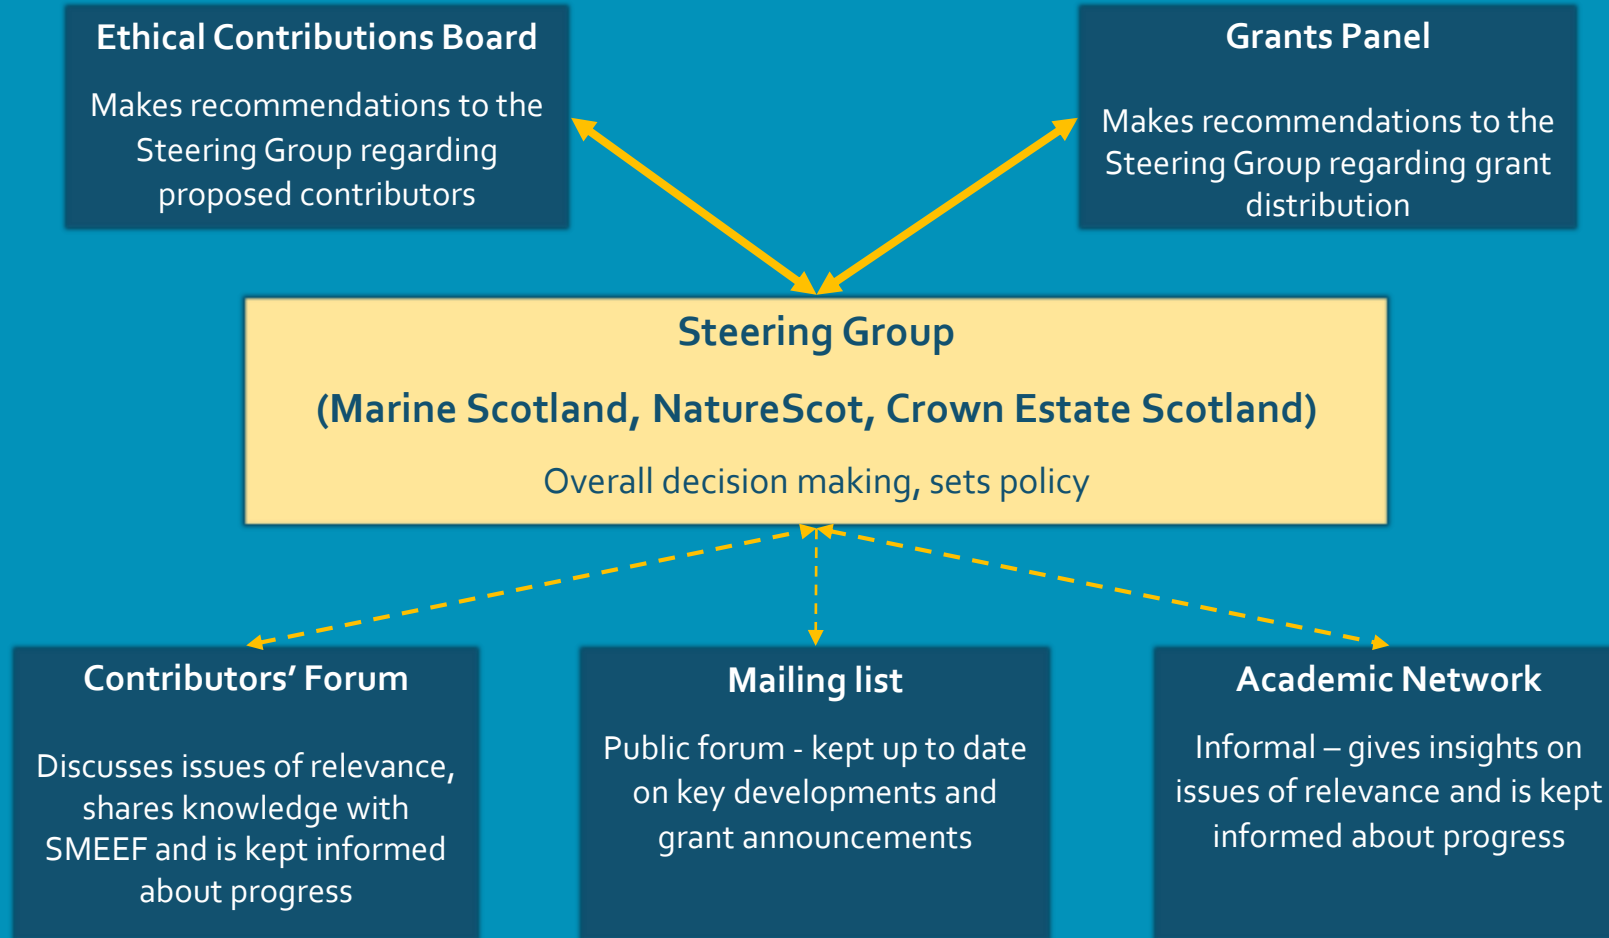 Ethical Contributions Board
Makes recommendations to the
Steering Group regarding
proposed contributors
Grants Panel
Makes recommendations to the
Steering Group regarding grant
distribution
Steering Group
(Marine Scotland, NatureScot, Crown Estate Scotland)
Overall decision making, sets policy
Contributors’ Forum
Discusses issues of relevance,
shares knowledge with
SMEEF and is kept informed
about progress
Mailing list
Public forum - kept up to date
on key developments and
grant announcements
Academic Network
Informal – gives insights on
issues of relevance and is kept
informed about progress